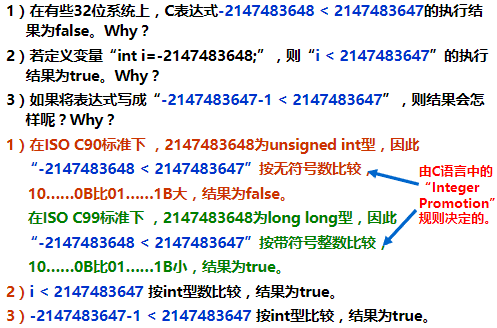 1）在有些32位系统上，C表达式-2147483648 < 2147483647的执行结
果为false。Why？
2）若定义变量“int i=-2147483648;”，则“i < 2147483647”的执行
结果为true。Why？
3）如果将表达式写成“-2147483647-1 < 2147483647”，则结果会怎
样呢？Why？
1）在ISO C90标准下，2147483648为unsigned int型，因此
“-2147483648 < 2147483647”按无符号数比较，
10……0B比01……1B大，结果为false。
在ISO C99标准下，2147483648为long long型，因此
“-2147483648 < 2147483647”按带符号整数比较，
10……0B比01……1B小，结果为true。
由C语言中的
“Integer
Promotion”
规则决定的。
2）i < 2147483647 按int型数比较，结果为true。
3）-2147483647-1 < 2147483647 按int型比较，结果为true。